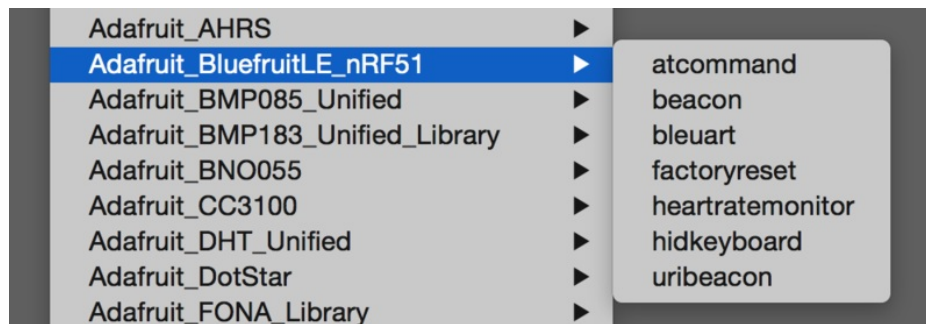 Adafruit_AHRS
Adafruit_BluefruitLE_nRF51
Adafruit_BMP085_Unified
Adafruit_BMP183_Unified_Library
Adafruit_BNO055
Adafruit_CC3100
Adafruit_DHT_Unified
Adafruit_DotStar
Adafruit_FONA_Library
atcommand
beacon
bleuart
factoryreset
heartratemonitor
hidkeyboard
uribeacon